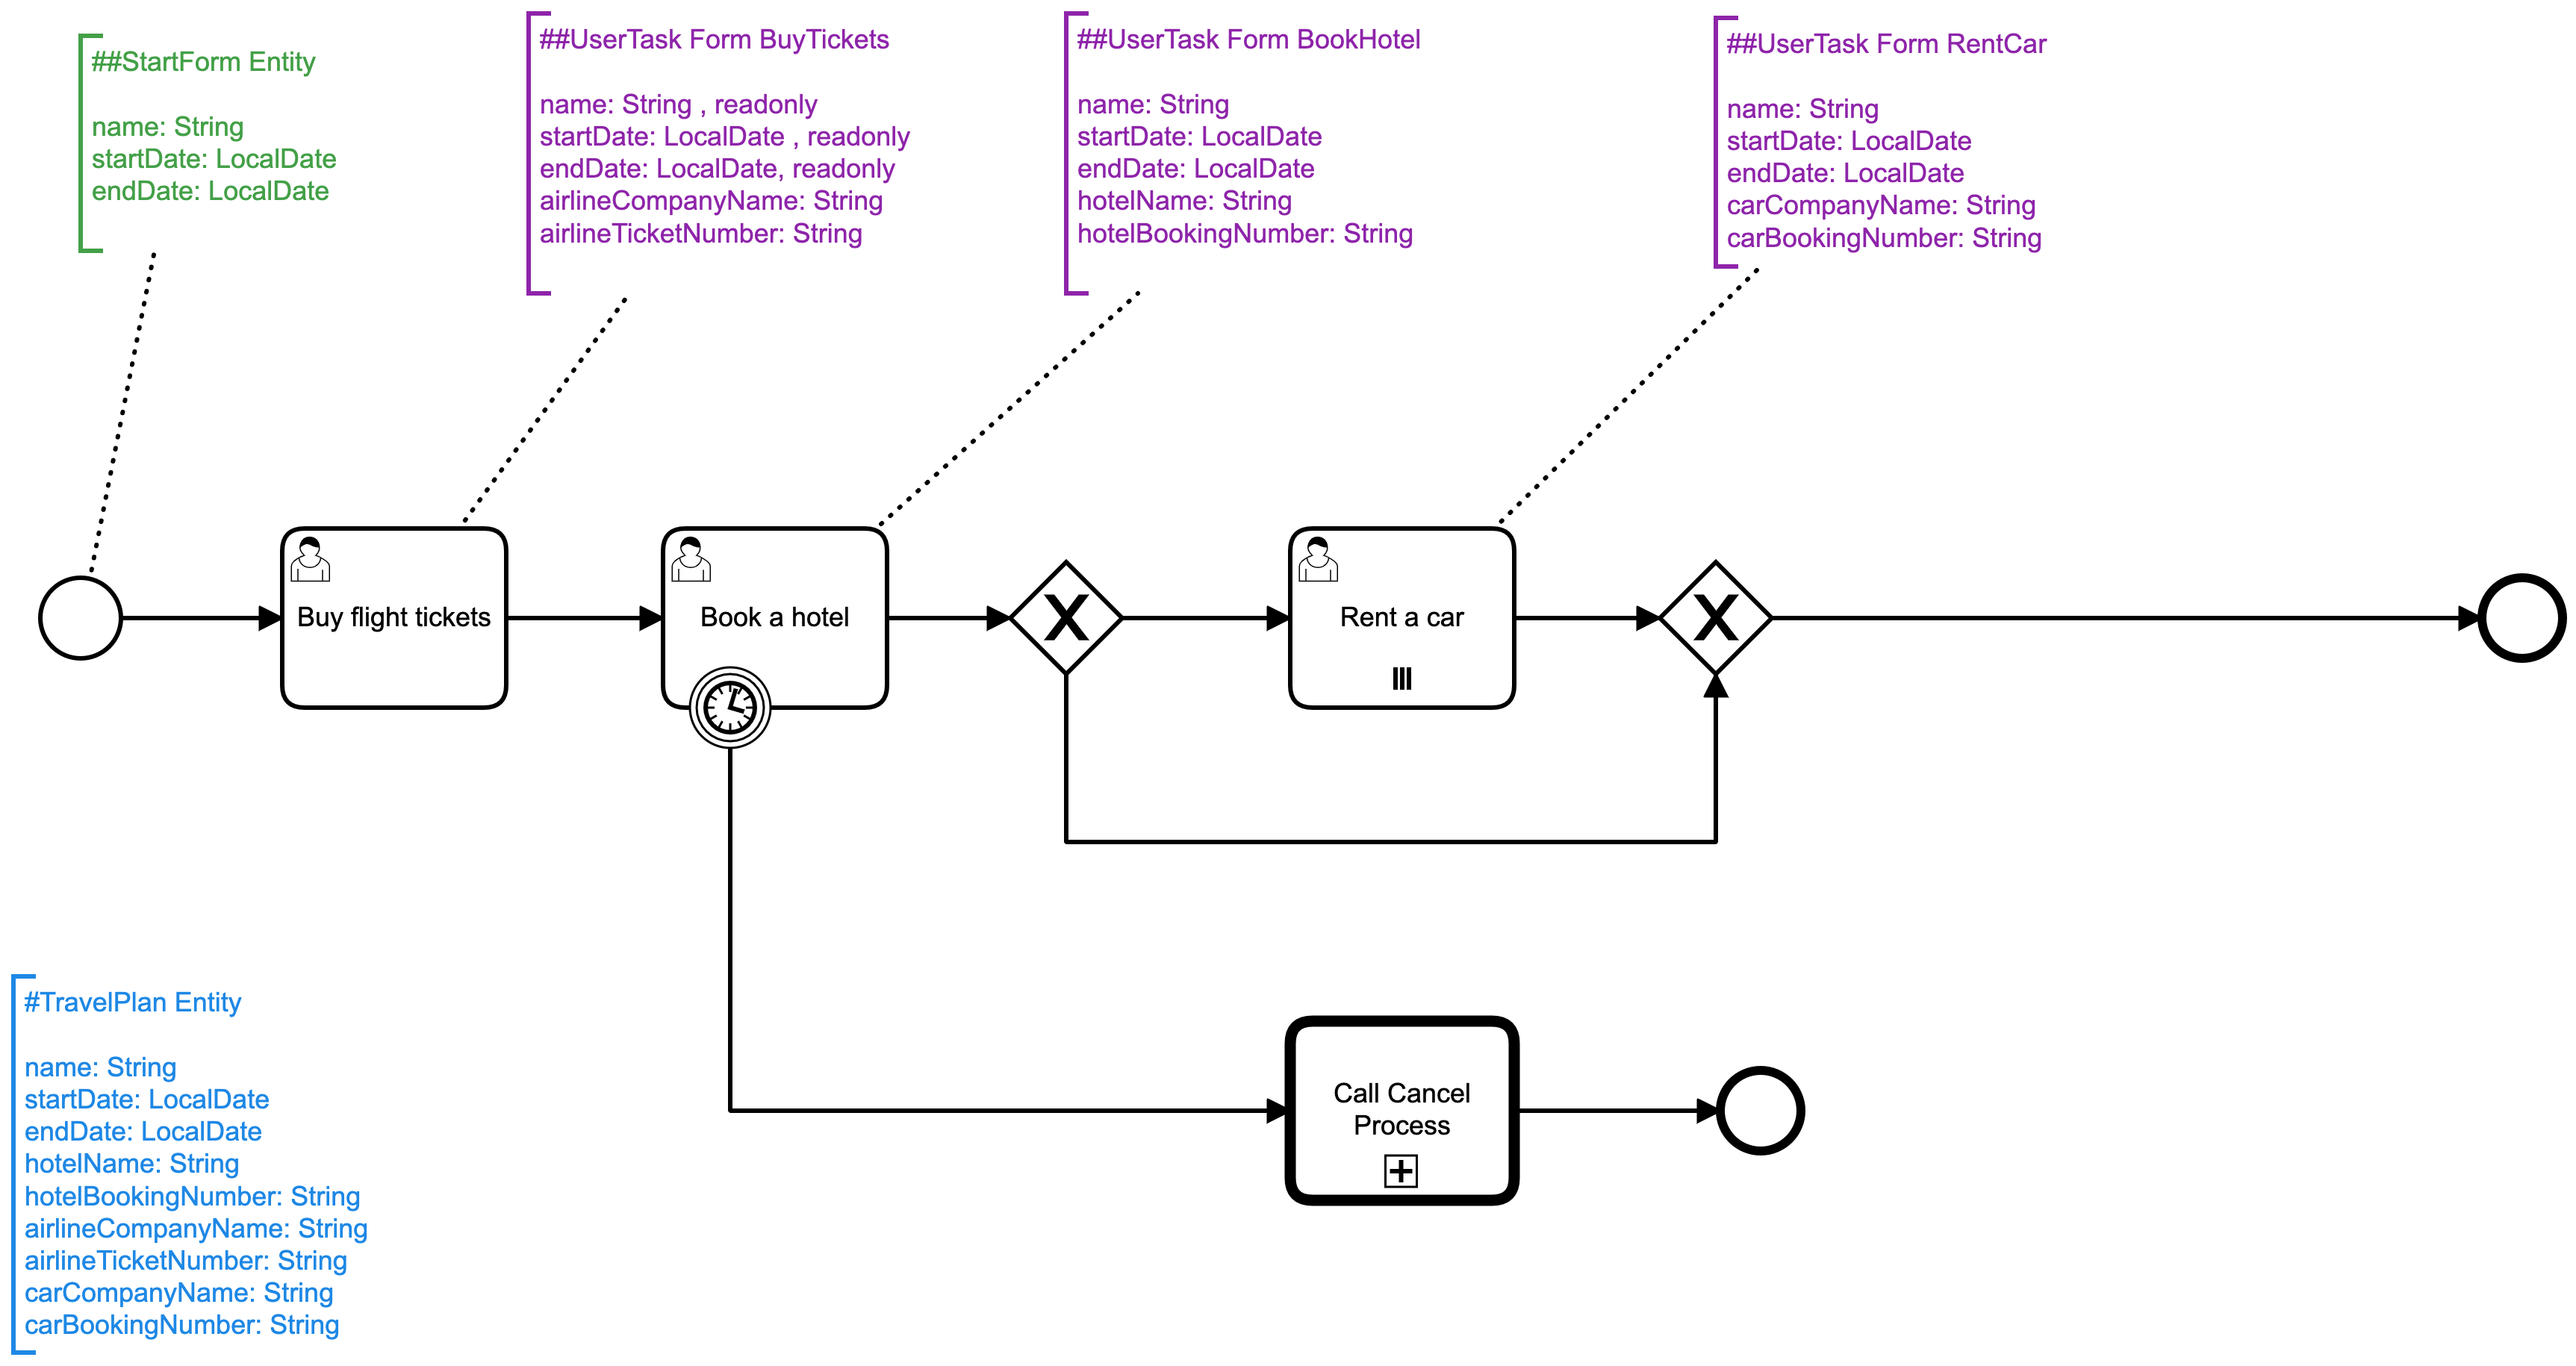 ##StartForm Entity
name: String
startDate: LocalDate
endDate: LocalDate
##UserTask Form BuyTickets
name: String , readonly
startDate: LocalDate , readonly
endDate: LocalDate, readonly
airlineCompanyName: String
airlineTicketNumber: String
##UserTask Form BookHotel
name: String
startDate: LocalDate
endDate: LocalDate
hotelName: String
hotelBookingNumber: String
##UserTask Form RentCar
name: String
startDate: LocalDate
endDate: LocalDate
carCompanyName: String
carBookingNumber: String
Buy flight tickets
Book a hotel
Rent a car
Call Cancel
Process
#TravelPlan Entity
name: String
startDate: LocalDate
endDate: LocalDate
hotelName: String
hotelBookingNumber: String
airlineCompanyName: String
airlineTicketNumber: String
carCompanyName: String
carBookingNumber: String